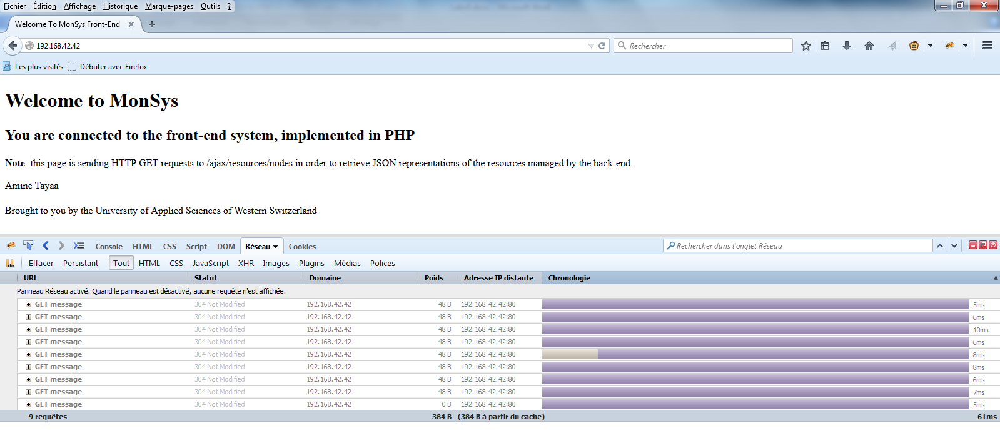 Fichier Édition Affichage Historique Marque-pages Outils ?
Welcome To MonSys Front-End
192.168.42.42 Rechercher
Les plus visités Débuter avec Firefox
Welcome to MonSys
You are connected to the front-end system, implemented in PHP
Note: this page is sending HTTP GET requests to /ajax/resources/nodes in order to retrieve JSON representations of the resources managed by the back-end.
Amine Tayaa
Brought to you by the University of Applied Sciences of Western Switzerland
Console HTML CSS Script DOM Réseau Cookies Rechercher dans l'onglet Réseau
xhr Effacer Persistant Tout HTML CSS JavaScript XHR Images Plugins Médias Polices
URL Statut Domaine Poids Adresse IP distante Chronologie
Panneau Réseau activé. Quand le panneau est désactivé, aucune requête n'est affichée.
GET message 304 Not Modified 192.168.42.42 48 B 192.168.42.42:80 5ms
GET message 304 Not Modified 192.168.42.42 48 B 192.168.42.42:80 6ms
GET message 304 Not Modified 192.168.42.42 48 B 192.168.42.42:80 10ms
GET message 304 Not Modified 192.168.42.42 48 B 192.168.42.42:80 6ms
GET message 304 Not Modified 192.168.42.42 48 B 192.168.42.42:80 8ms
GET message 304 Not Modified 192.168.42.42 48 B 192.168.42.42:80 8ms
GET message 304 Not Modified 192.168.42.42 48 B 192.168.42.42:80 6ms
GET message 304 Not Modified 192.168.42.42 48 B 192.168.42.42:80 7ms
GET message 304 Not Modified 192.168.42.42 0 B 192.168.42.42:80 5ms
9 requêtes 384 B (384 B à partir du cache) 61ms